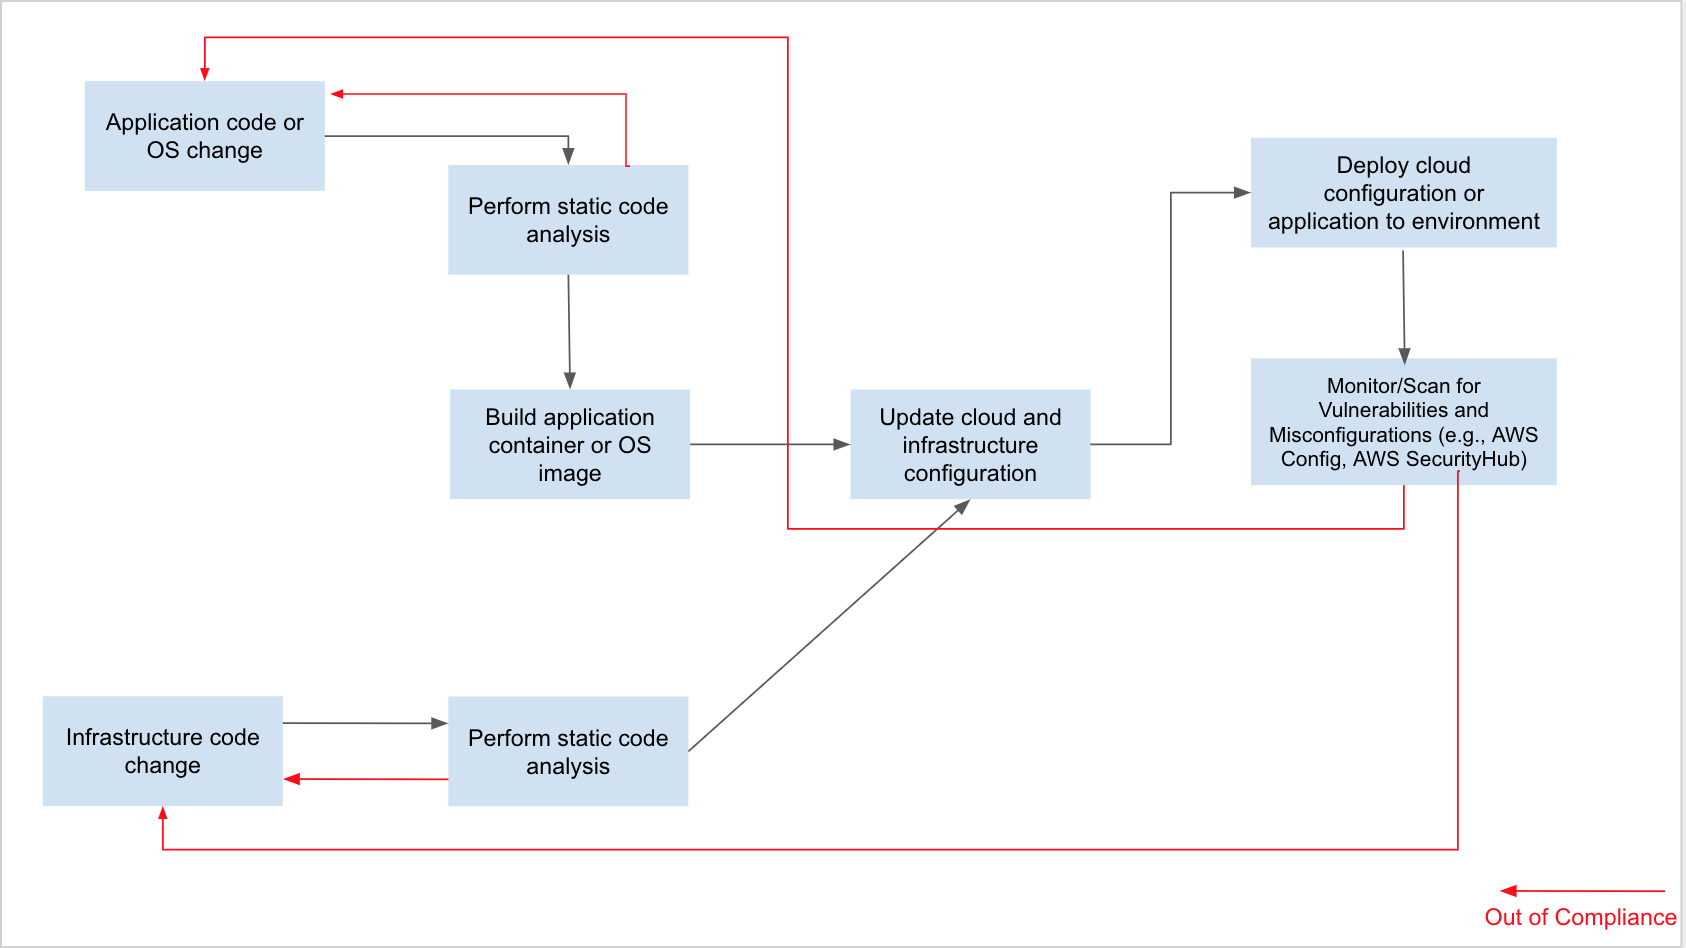 Application code or
OS change
Perform static code
analysis
Build application
container or OS
image
Update cloud and
infrastructure
configuration
Deploy cloud
configuration or
application to environment
Monitor/Scan for
Vulnerabilities and
Misconfigurations (e.g., AWS
Config, AWS SecurityHub)
Infrastructure code
change
Perform static code
analysis
Out of Compliance